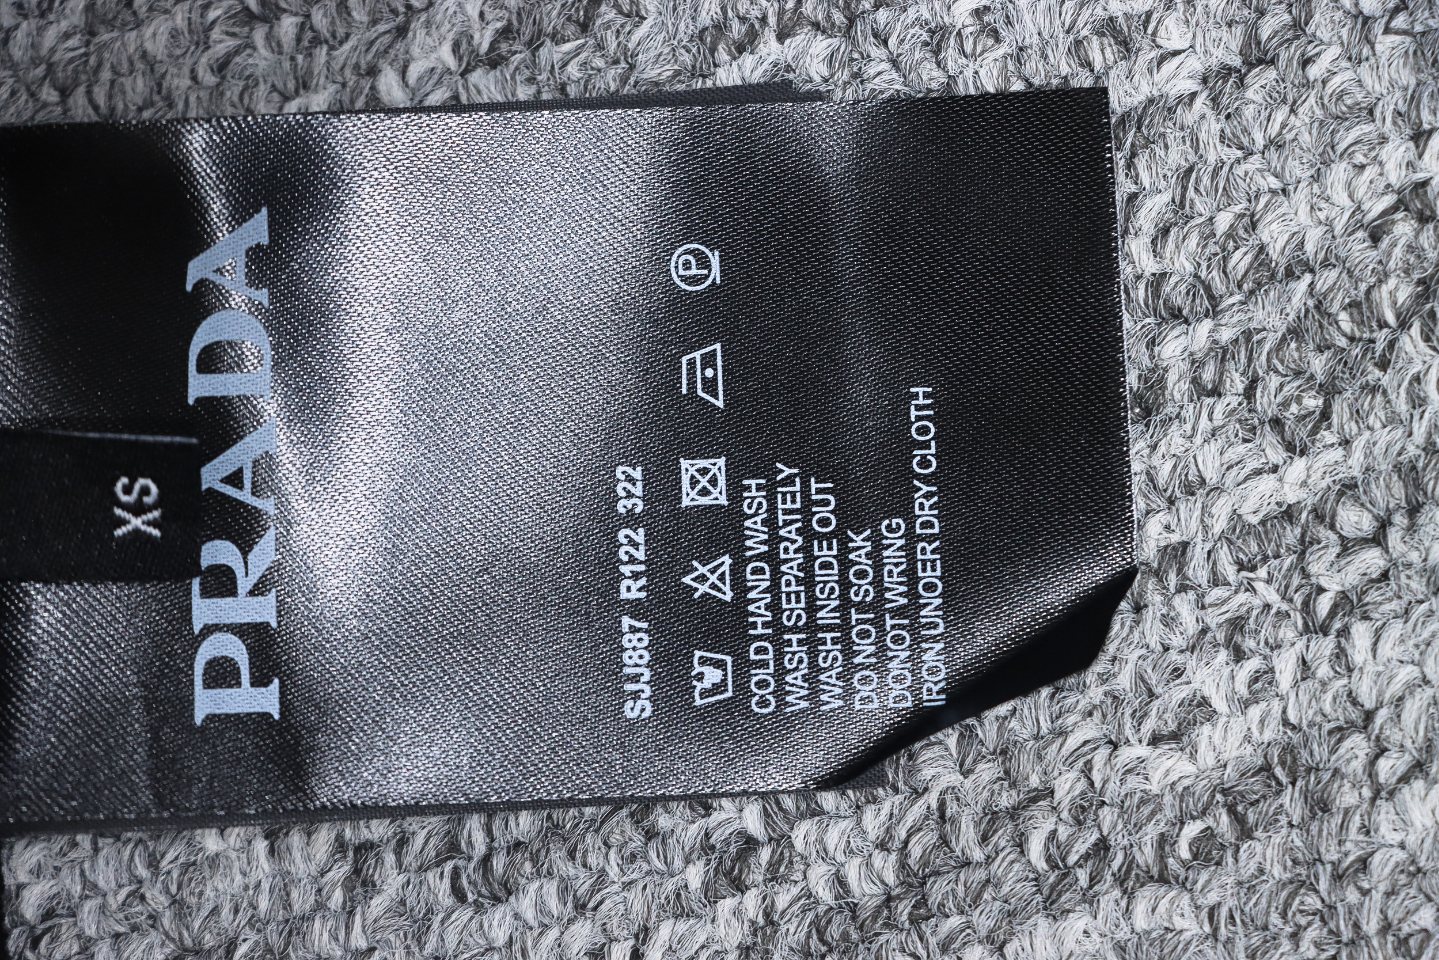 XS
PRADA
SJJ887 R122 322
P
COLD HAND WASH
WASH SEPARATELY
WASH INSIDE OUT
DO NOT SOAK
DONOT WRING
IRON UNOER DRY CLOTH